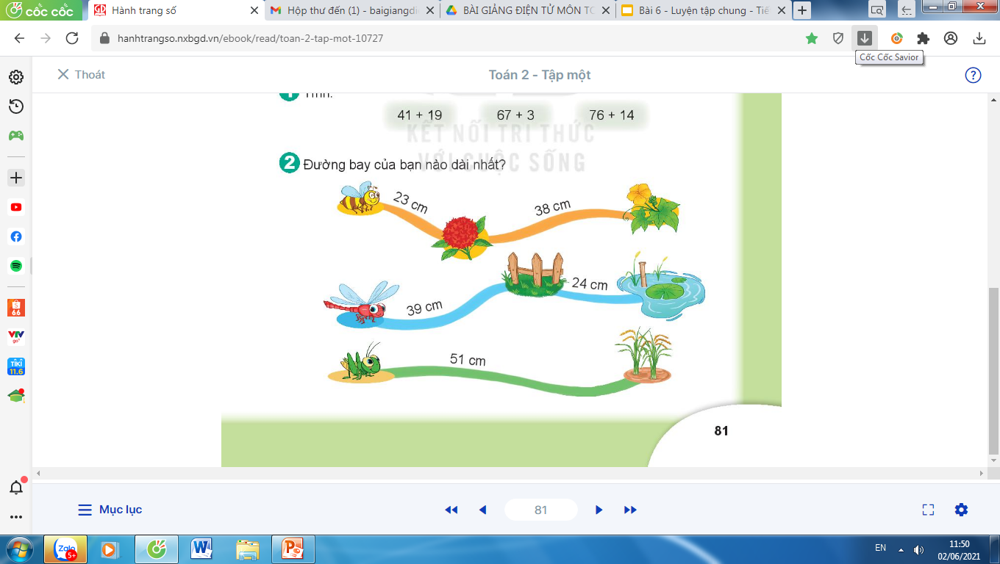 cốc cốc
Hành trang số
Hộp thư đến (1) - baigiangdi
BÀI GIẢNG ĐIỆN TỬ MÔN TO
Bài 6 - Luyện tập chung - Tiế
hanhtrangso.nxbgd.vn/ebook/read/toan-2-tap-mot-10727
Cốc Cốc Savior
Thoát
Toán 2 - Tập một
1 Tính.
41 + 19
67 + 3
76 + 14
KẾT NỐI TRI THỨC
VỚI CUỘC SỐNG
2 Đường bay của bạn nào dài nhất?
23 cm
38 cm
39 cm
24 cm
51 cm
81
66
VTV
go
TIKI
11.6
Mục lục
81
Zalo
5+
EN
11:50
02/06/2021